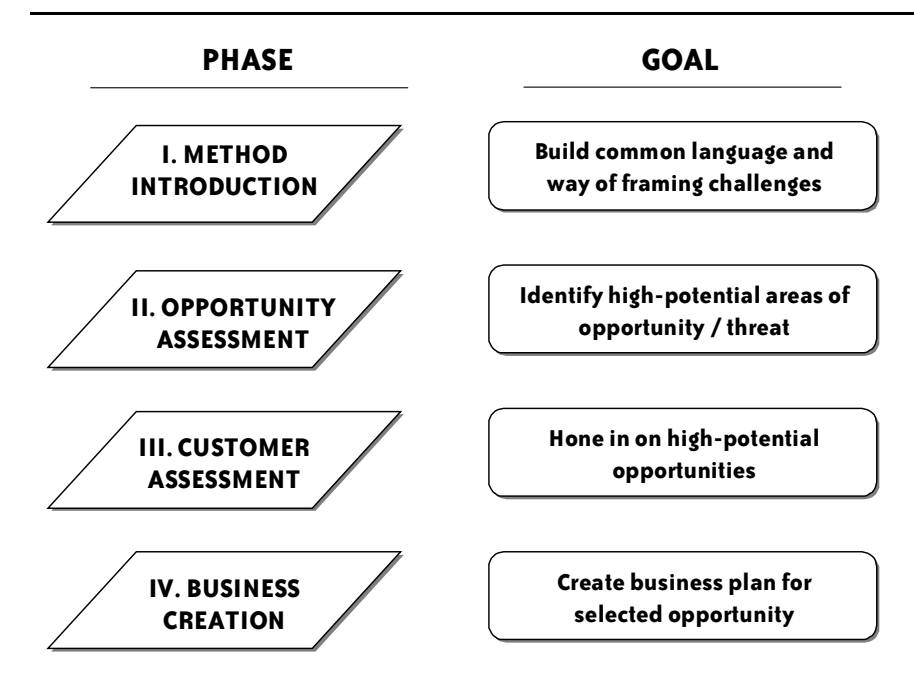 PHASE
GOAL
I. METHOD
INTRODUCTION
Build common language and
way of framing challenges
II. OPPORTUNITY
ASSESSMENT
Identify high-potential areas of
opportunity / threat
III. CUSTOMER
ASSESSMENT
Hone in on high-potential
opportunities
IV. BUSINESS
CREATION
Create business plan for
selected opportunity